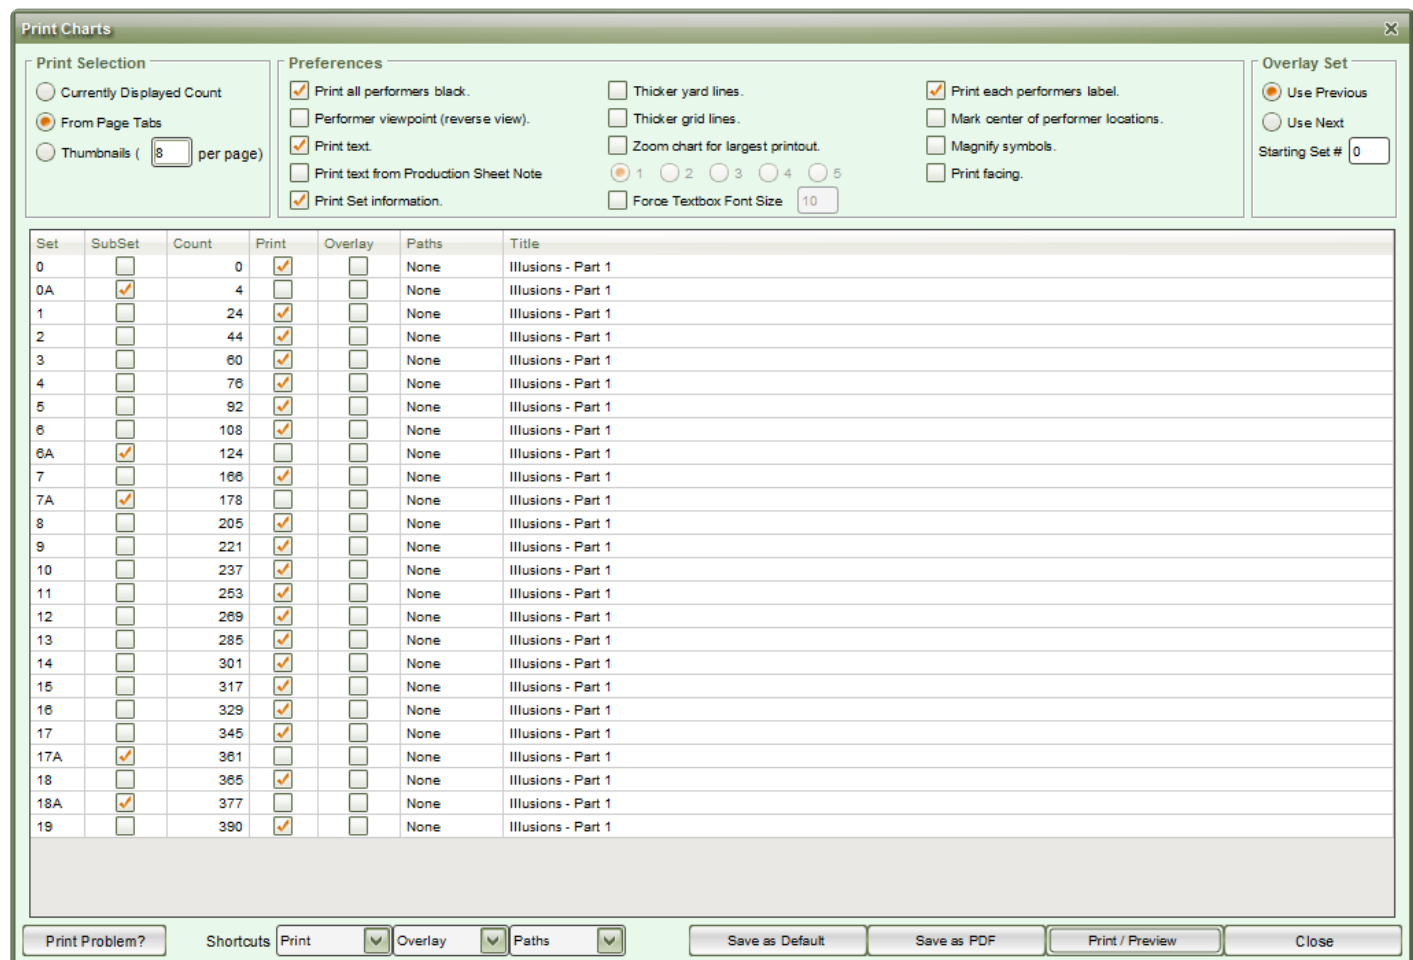 Print Charts
Print Selection
Currently Displayed Count
From Page Tabs
Thumbnails ( 8 per page)
Preferences
Print all performers black.
Performer viewpoint (reverse view).
Print text.
Print text from Production Sheet Note
Print Set information.
Thicker yard lines.
Thicker grid lines.
Zoom chart for largest printout.
1 2 3 4 5
Force Textbox Font Size 10
Print each performers label.
Mark center of performer locations.
Magnify symbols.
Print facing.
Overlay Set
Use Previous
Use Next
Starting Set # 0
Set SubSet Count Print Overlay Paths Title
0 0 None Illusions - Part 1
0A 4 None Illusions - Part 1
1 24 None Illusions - Part 1
2 44 None Illusions - Part 1
3 60 None Illusions - Part 1
4 76 None Illusions - Part 1
5 92 None Illusions - Part 1
6 108 None Illusions - Part 1
6A 124 None Illusions - Part 1
7 166 None Illusions - Part 1
7A 178 None Illusions - Part 1
8 205 None Illusions - Part 1
9 221 None Illusions - Part 1
10 237 None Illusions - Part 1
11 253 None Illusions - Part 1
12 269 None Illusions - Part 1
13 285 None Illusions - Part 1
14 301 None Illusions - Part 1
15 317 None Illusions - Part 1
16 329 None Illusions - Part 1
17 345 None Illusions - Part 1
17A 361 None Illusions - Part 1
18 365 None Illusions - Part 1
18A 377 None Illusions - Part 1
19 390 None Illusions - Part 1
Print Problem? Shortcuts Print Overlay Paths Save as Default Save as PDF Print / Preview Close